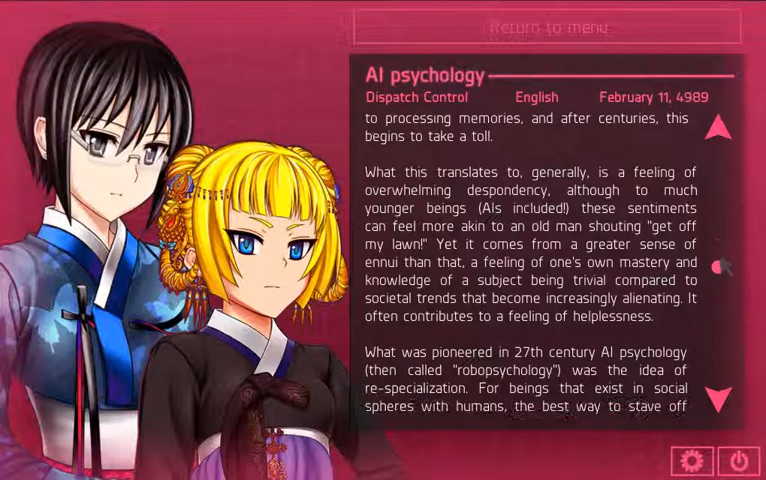 Return to menu
AI psychology
Dispatch Control English February 11, 4989
to processing memories, and after centuries, this
begins to take a toll.
What this translates to, generally, is a feeling of
overwhelming despondency, although to much
younger beings (AIs included!) these sentiments
can feel more akin to an old man shouting "get off
my lawn!" Yet it comes from a greater sense of
ennui than that, a feeling of one's own mastery and
knowledge of a subject being trivial compared to
societal trends that become increasingly alienating. It
often contributes to a feeling of helplessness.
What was pioneered in 27th century AI psychology
(then called "robopsychology") was the idea of
re-specialization. For beings that exist in social
spheres with humans, the best way to stave off